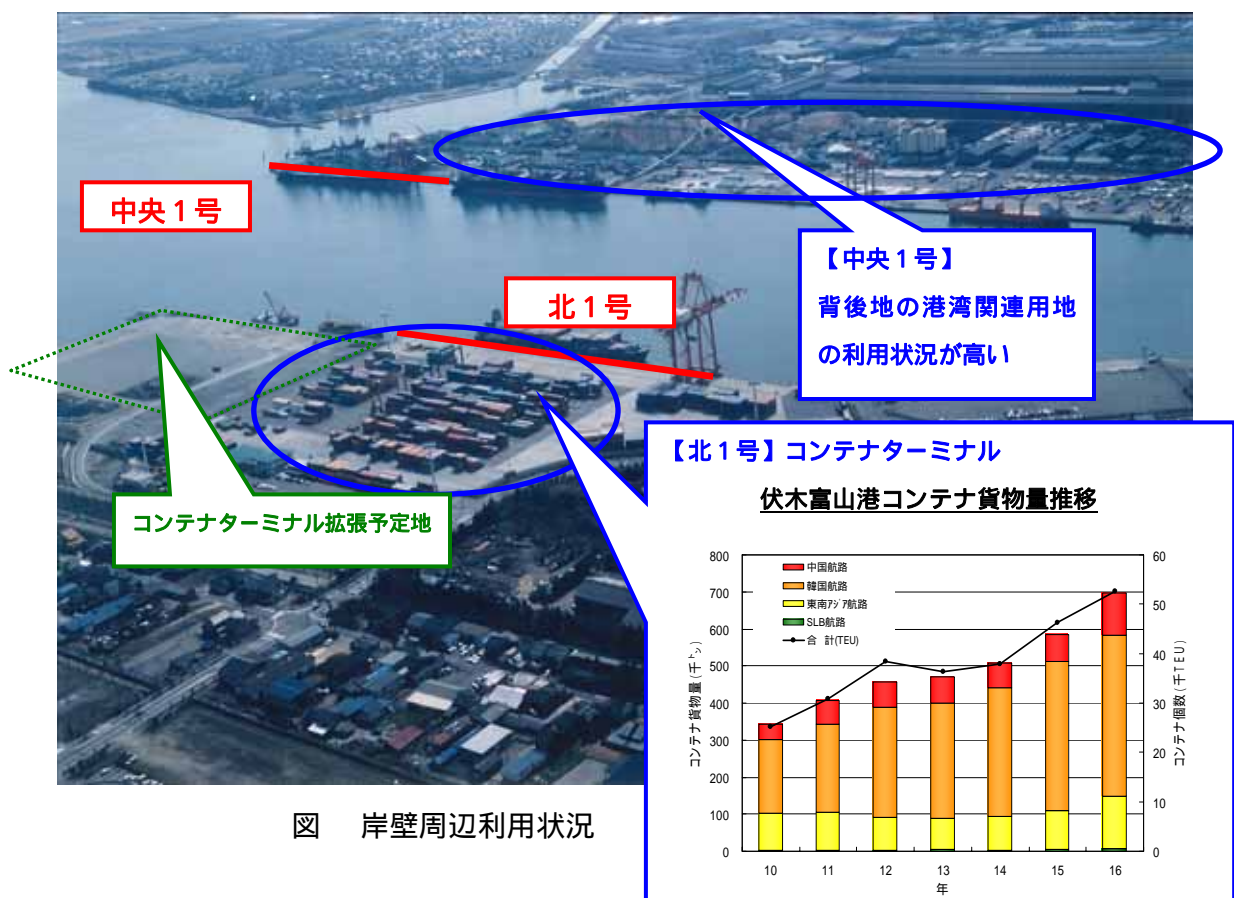 中央１号
北１号
【中央１号】
背後地の港湾関連用地
の利用状況が高い
コンテナターミナル拡張予定地
【北１号】コンテナターミナル
伏木富山港コンテナ貨物量推移
中国航路
韓国航路
東南ｱｼﾞｱ航路
SLB航路
合 計(TEU)
コンテナ貨物量(千㌧)
800
700
600
500
400
300
200
100
0
60
50
40
30
20
10
0
コンテナ個数(千TEU)
10 11 12 13 14 15 16
年
図 岸壁周辺利用状況